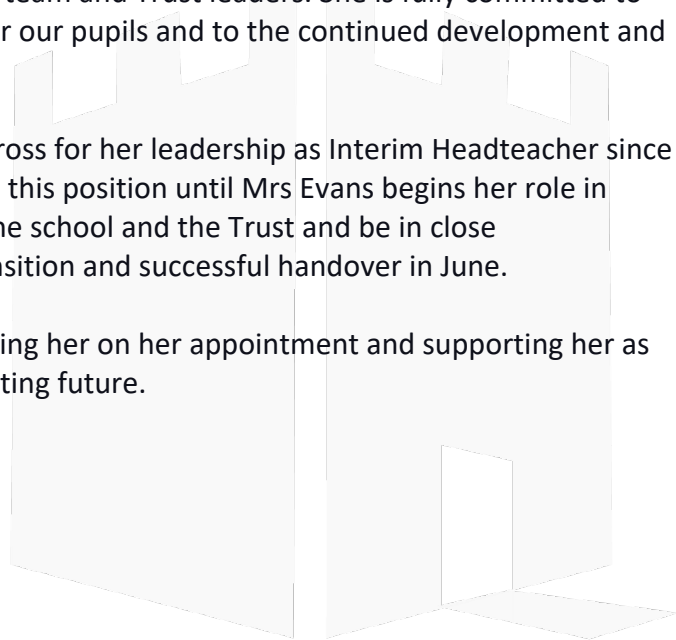 team and Trust leaders. She is fully committed to
r our pupils and to the continued development and
ross for her leadership as Interim Headteacher since
this position until Mrs Evans begins her role in
he school and the Trust and be in close
sition and successful handover in June.
ing her on her appointment and supporting her as
ting future.